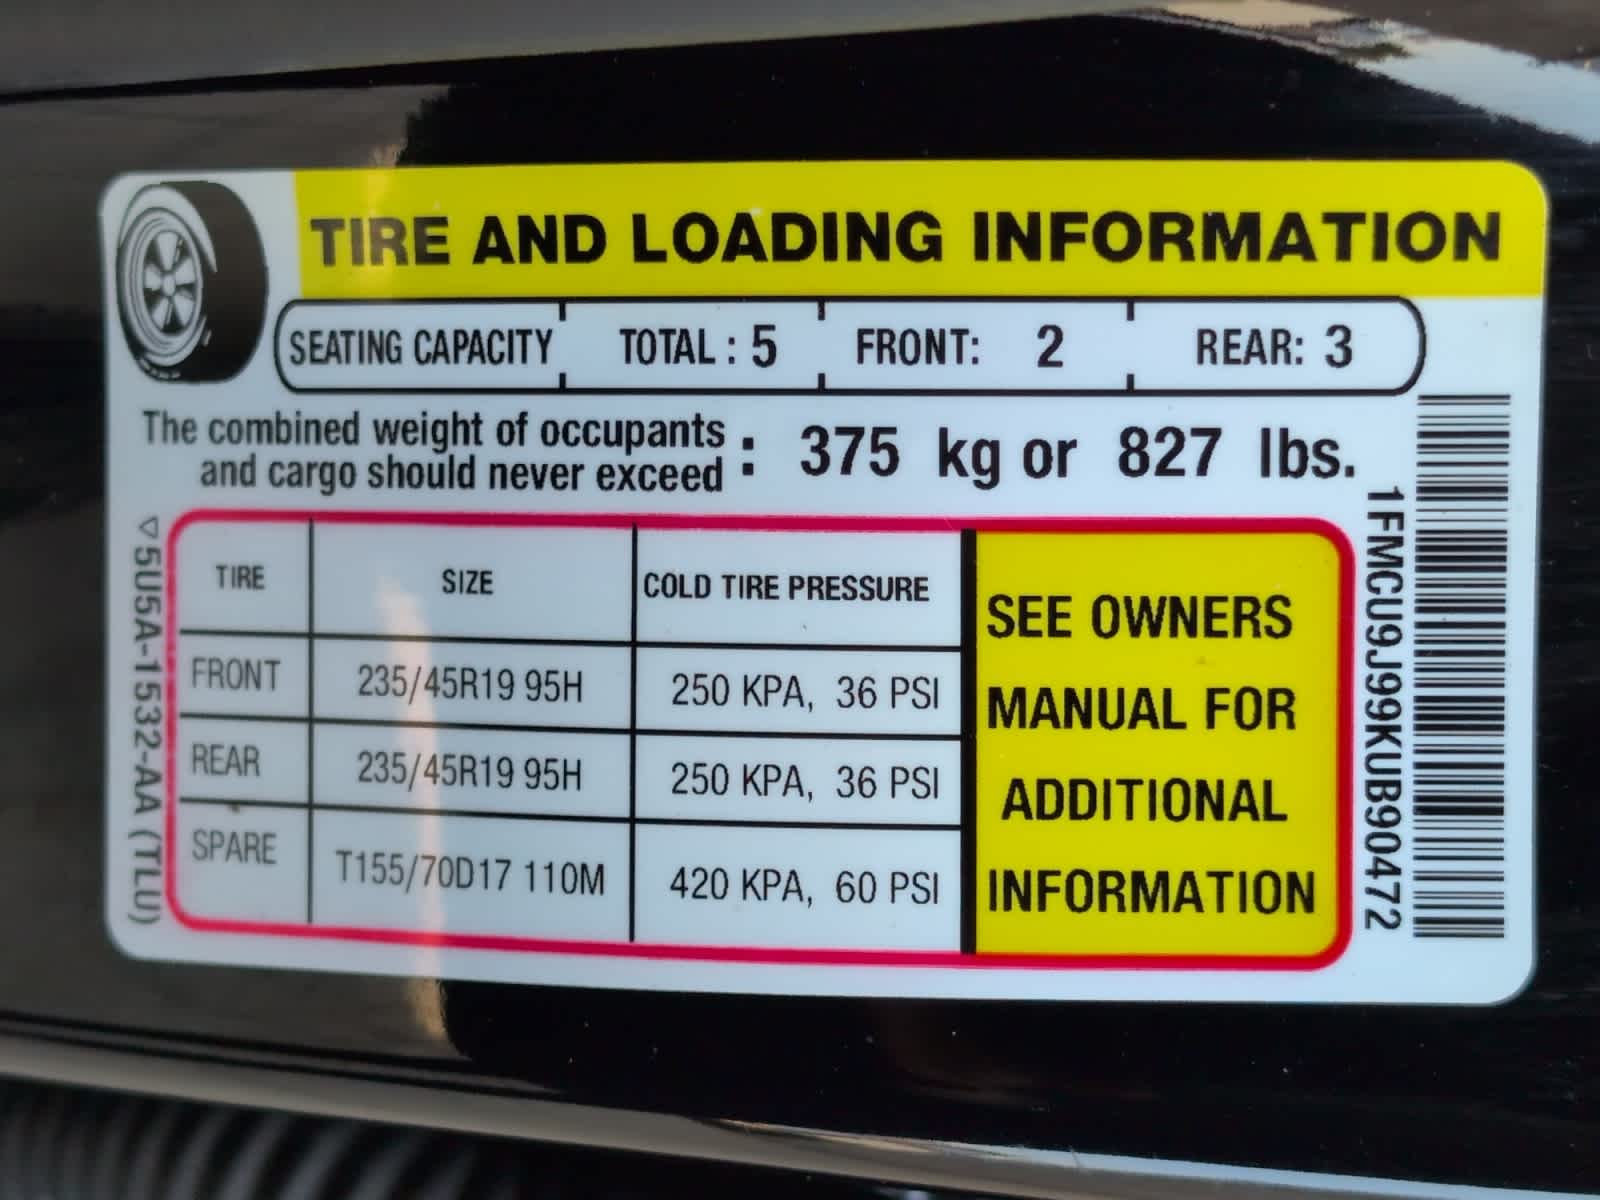 TIRE AND LOADING INFORMATION
SEATING CAPACITY TOTAL : 5 FRONT: 2 REAR: 3
The combined weight of occupants
and cargo should never exceed : 375 kg or 827 lbs.
TIRE SIZE COLD TIRE PRESSURE
FRONT 235/45R19 95H 250 KPA, 36 PSI
REAR 235/45R19 95H 250 KPA, 36 PSI
SPARE T155/70D17 110M 420 KPA, 60 PSI
SEE OWNERS
MANUAL FOR
ADDITIONAL
INFORMATION
5U5A-1532-AA (TLU)
1FMCU9J99KUB90472